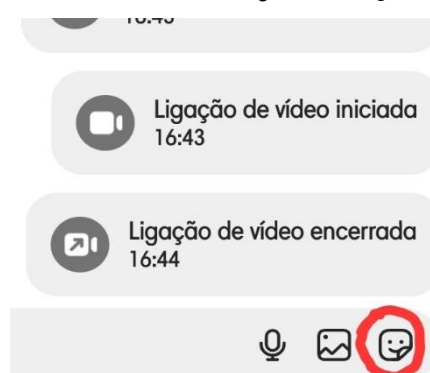 Ligação de vídeo iniciada
16:43
Ligação de vídeo encerrada
16:44